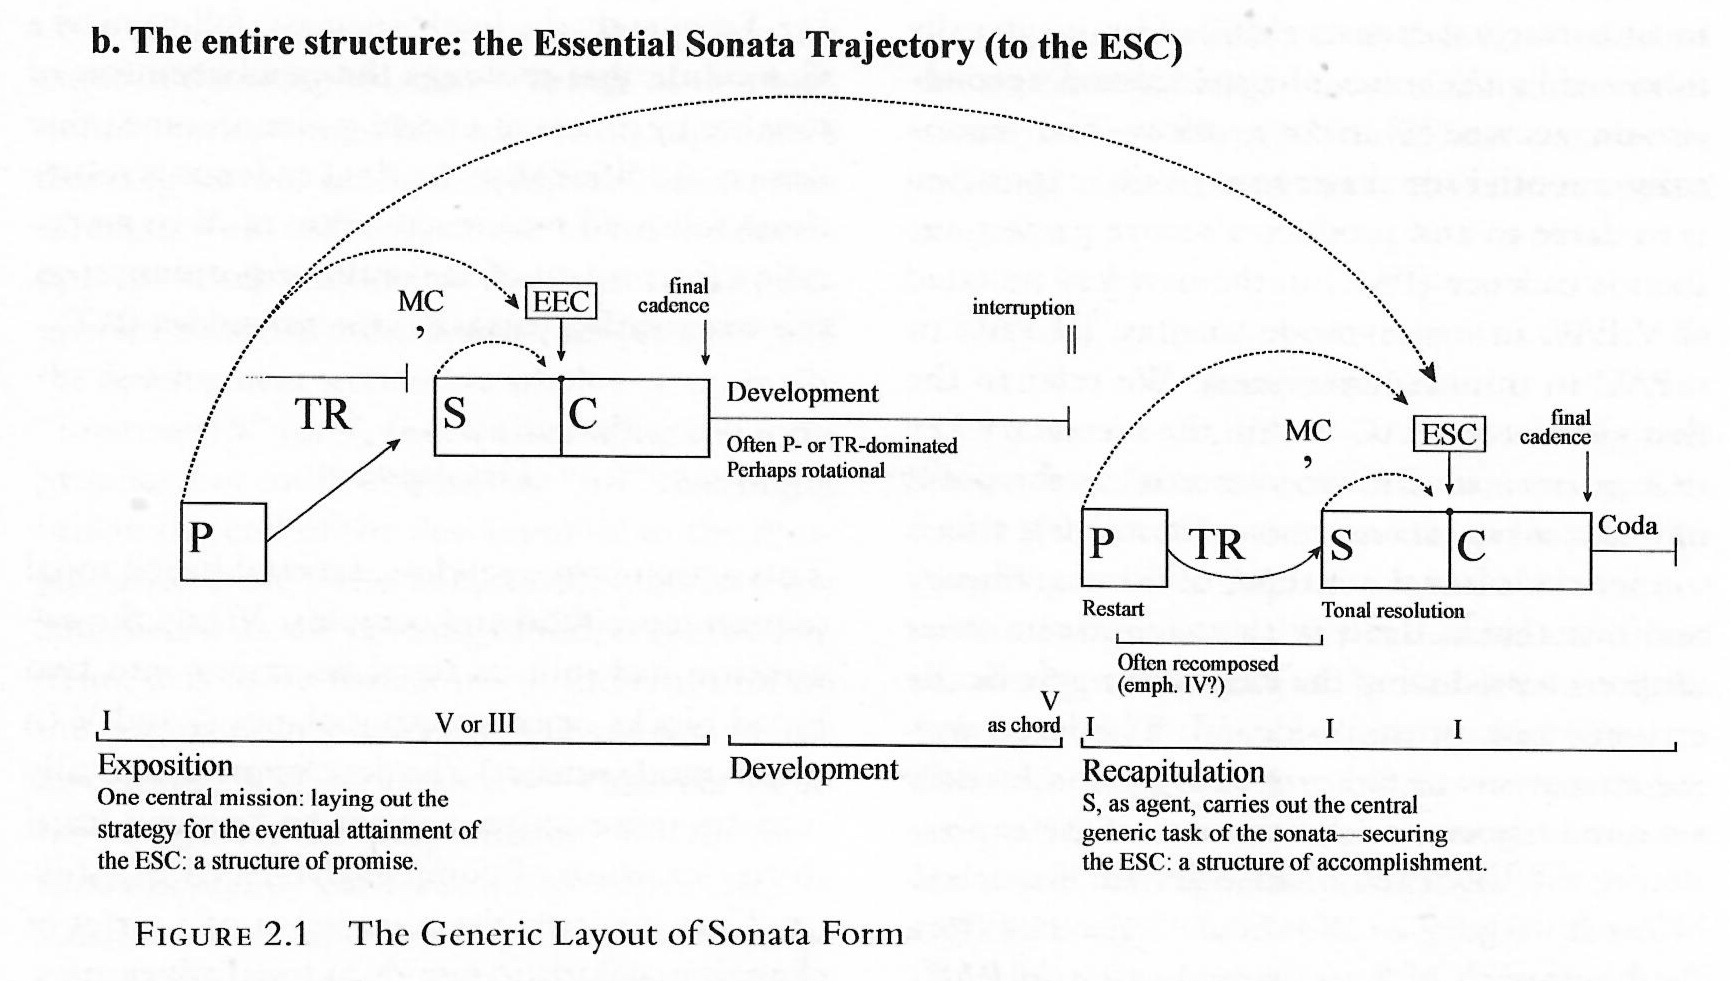 b. The entire structure: the Essential Sonata Trajectory (to the ESC)
MC
,
EEC
final
cadence
TR
S
C
P
Development
Often P- or TR-dominated
Perhaps rotational
interruption
MC
,
ESC
final
cadence
P
TR
S
C
Coda
Restart
Tonal resolution
Often recomposed
(emph. IV?)
I
V or III
V
as chord
I
I
I
Exposition
One central mission: laying out the
strategy for the eventual attainment of
the ESC: a structure of promise.
Development
Recapitulation
S, as agent, carries out the central
generic task of the sonata—securing
the ESC: a structure of accomplishment.
FIGURE 2.1 The Generic Layout of Sonata Form